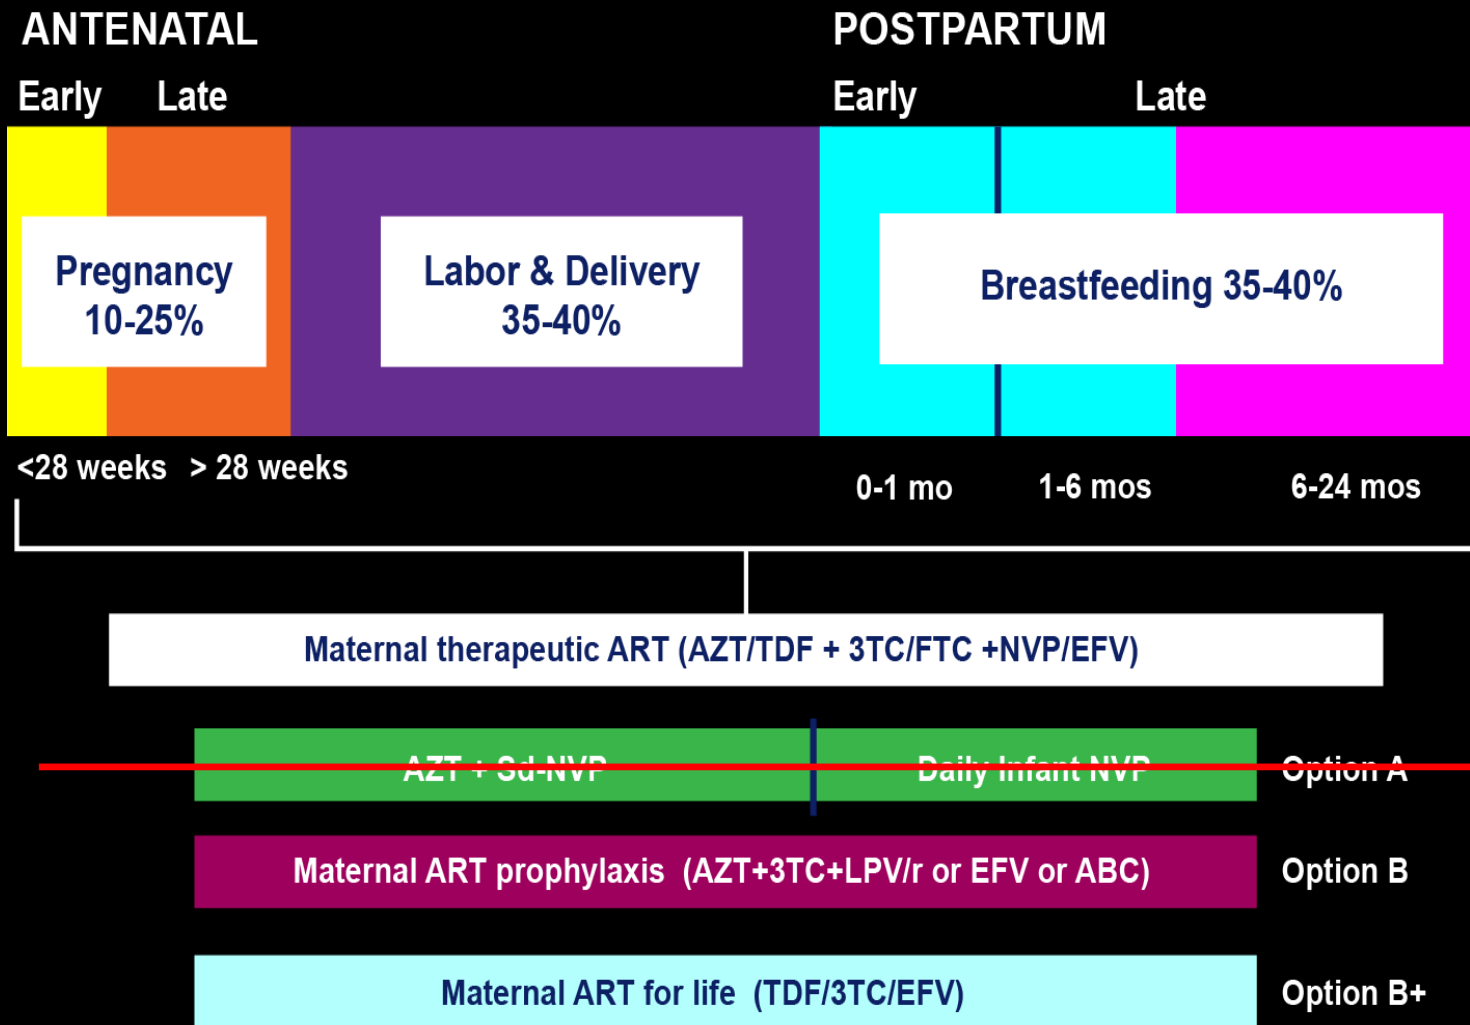 ANTENATAL
POSTPARTUM
Early
Late
Early
Late
Pregnancy
10-25%
Labor & Delivery
35-40%
Breastfeeding 35-40%
<28 weeks
> 28 weeks
0-1 mo
1-6 mos
6-24 mos
Maternal therapeutic ART (AZT/TDF + 3TC/FTC +NVP/EFV)
AZT + Sd-NVP
Daily Infant NVP
Option A
Maternal ART prophylaxis (AZT+3TC+LPV/r or EFV or ABC)
Option B
Maternal ART for life (TDF/3TC/EFV)
Option B+